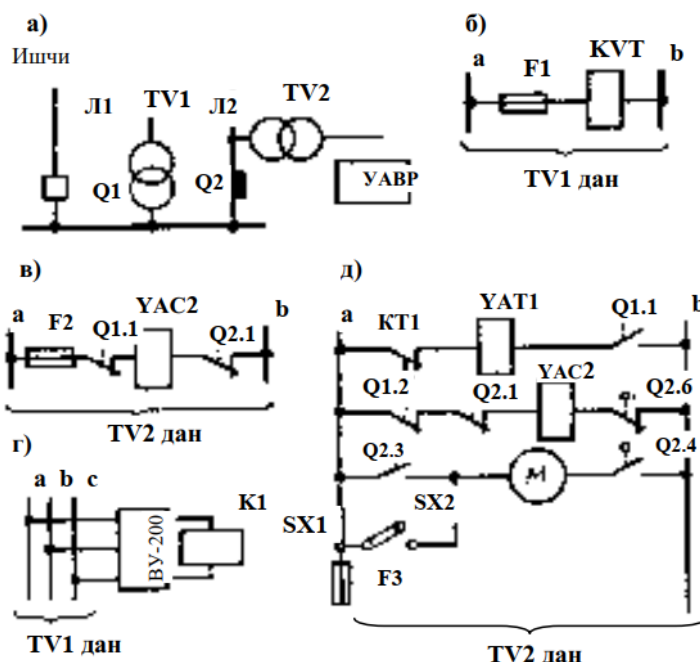 а)
Ишчи
Л1
TV1
Л2
TV2
Q1
Q2
УАВР
б)
a
F1
KVT
b
TV1 дан
в)
a
F2
Q1.1
YAC2
Q2.1
b
TV2 дан
г)
a b c
ВУ-200
K1
TV1 дан
д)
a
КТ1
YAT1
Q1.1
b
Q1.2
Q2.1
YAC2
Q2.6
Q2.3
M
Q2.4
SX1
SX2
F3
TV2 дан